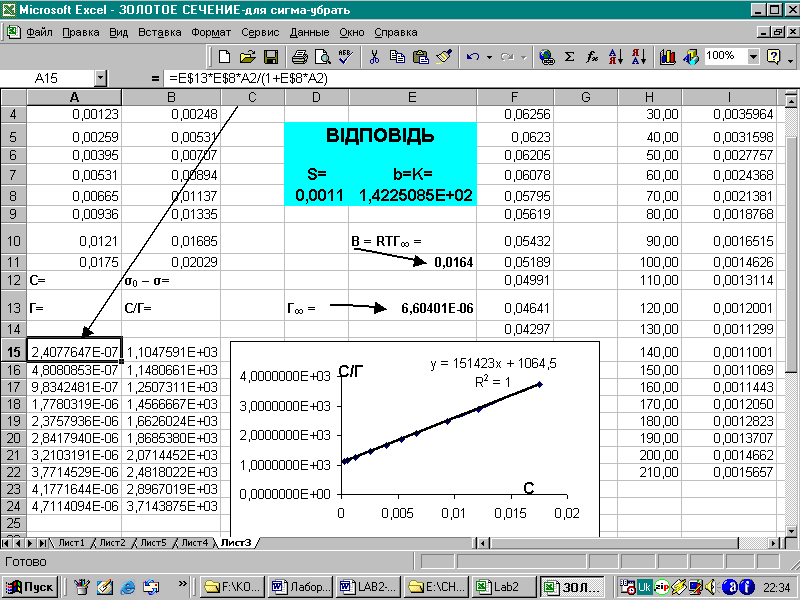 Microsoft Excel - ЗОЛОТОЕ СЕЧЕНИЕ-для сигма-убрать
Файл Правка Вид Вставка Формат Сервис Данные Окно Справка
100%
A15 = =E$13*E$8*A2/(1+E$8*A2)
A B C D E F G H I
4 0,00123 0,00248 0,06256 30,00 0,0035964
5 0,00259 0,00531 ВІДПОВІДЬ 0,0623 40,00 0,0031598
6 0,00395 0,00707 0,06205 50,00 0,0027757
7 0,00531 0,00894 S= b=K= 0,06078 60,00 0,0024368
8 0,00665 0,01137 0,0011 1,4225085E+02 0,05795 70,00 0,0021381
9 0,00936 0,01335 0,05619 80,00 0,0018768
10 0,0121 0,01685 B = RTГ∞ = 0,05432 90,00 0,0016515
11 0,0175 0,02029 0,0164 0,05189 100,00 0,0014626
12 C= σ0 – σ= 0,04991 110,00 0,0013114
13 Г= С/Г= Г∞ = 6,60401E-06 0,04641 120,00 0,0012001
14 0,04297 130,00 0,0011299
15 2,4077647E-07 1,1047591E+03 140,00 0,0011001
16 4,8080853E-07 1,1480661E+03 150,00 0,0011069
17 9,8342481E-07 1,2507311E+03 160,00 0,0011443
18 1,7780319E-06 1,4566667E+03 170,00 0,0012050
19 2,3757936E-06 1,6626024E+03 180,00 0,0012823
20 2,8417940E-06 1,8685380E+03 190,00 0,0013707
21 3,2103191E-06 2,0714452E+03 200,00 0,0014662
22 3,7714529E-06 2,4818022E+03 210,00 0,0015657
23 4,1771644E-06 2,8967019E+03
24 4,7114094E-06 3,7143875E+03
25
y = 151423x + 1064,5
R2 = 1
С/Г
4,0000000E+03
3,0000000E+03
2,0000000E+03
1,0000000E+03
0,0000000E+00
С
0 0,005 0,01 0,015 0,02
Лист1 Лист2 Лист5 Лист4 Лист3
Готово
Пуск » F:\KO... Лабор... LAB2-... E:\CH... Lab2 ЗОЛ... Uk zip 22:34